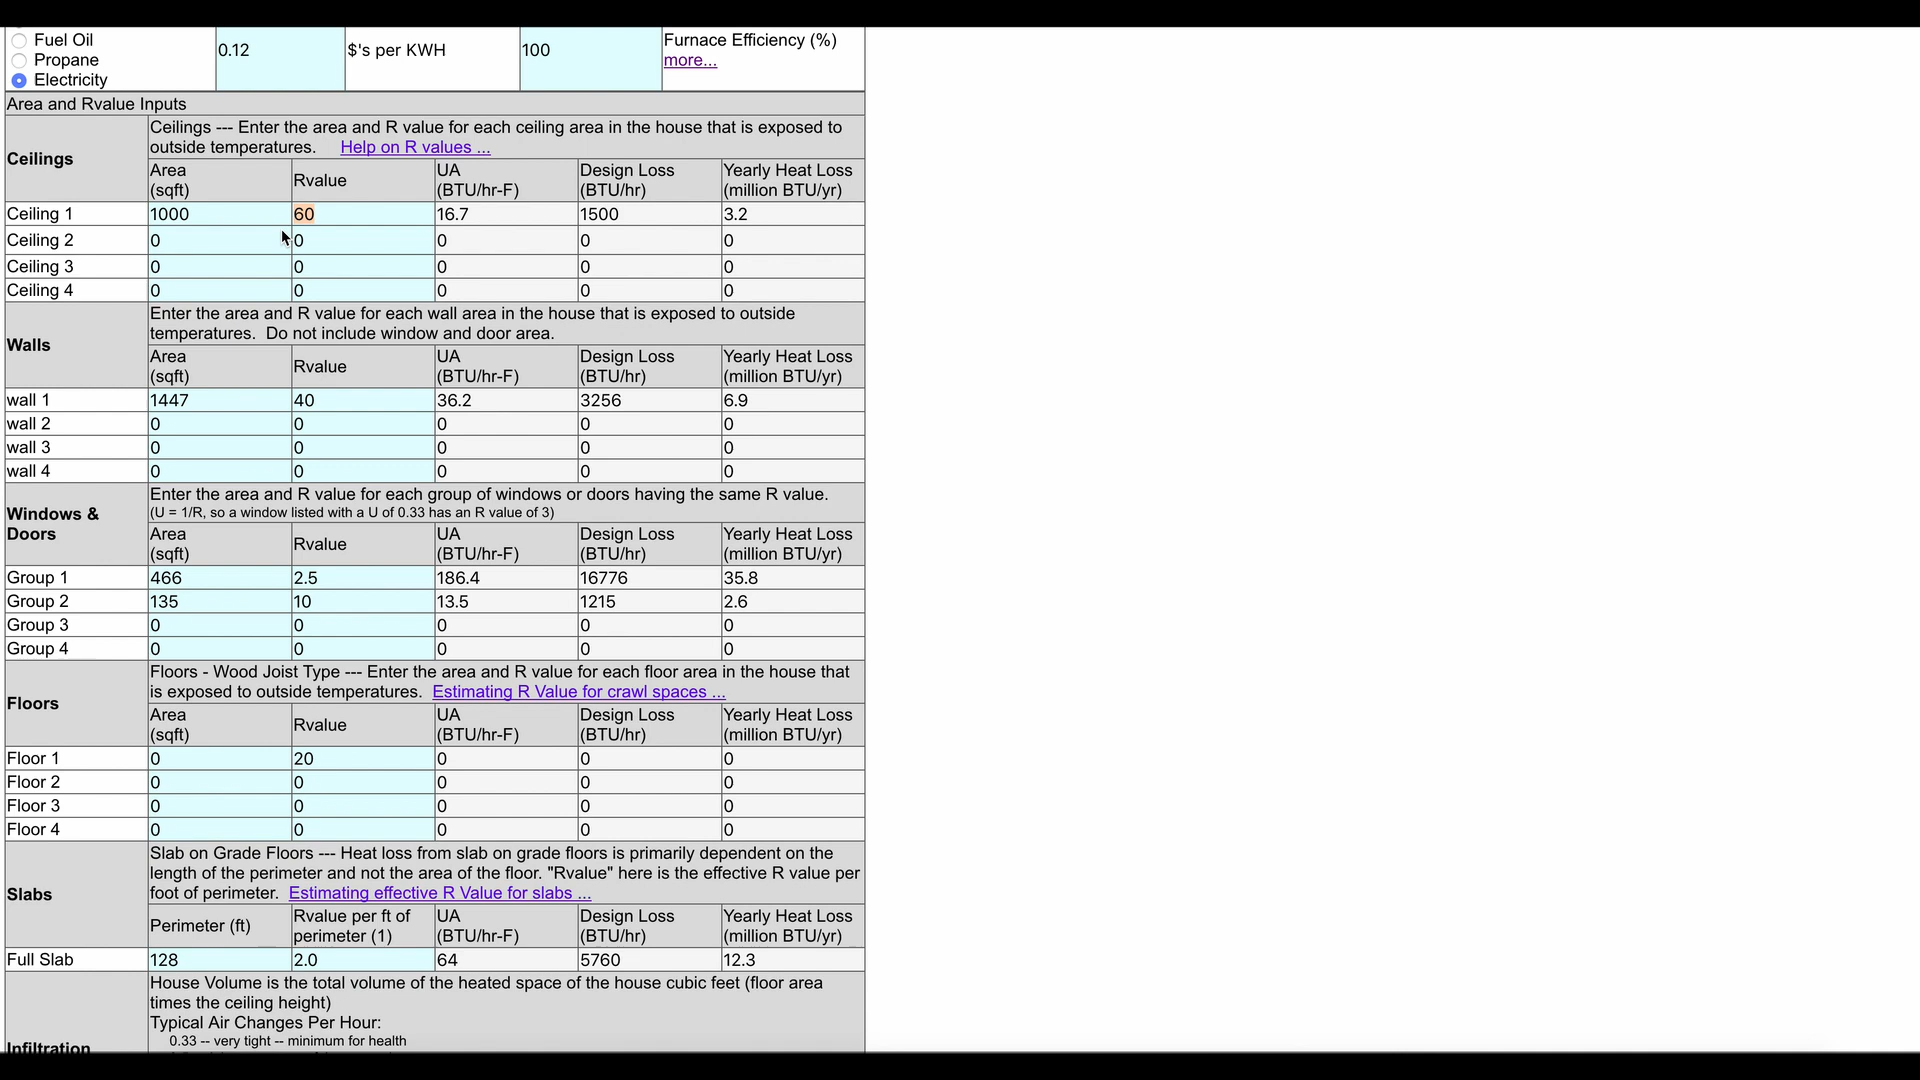 Fuel Oil
Propane
Electricity
0.12
$'s per KWH
100
Furnace Efficiency (%)
more...
Area and Rvalue Inputs
Ceilings
Ceilings --- Enter the area and R value for each ceiling area in the house that is exposed to
outside temperatures. Help on R values ...
Area (sqft) Rvalue UA (BTU/hr-F) Design Loss (BTU/hr) Yearly Heat Loss (million BTU/yr)
Ceiling 1 1000 60 16.7 1500 3.2
Ceiling 2 0 0 0 0 0
Ceiling 3 0 0 0 0 0
Ceiling 4 0 0 0 0 0
Walls
Enter the area and R value for each wall area in the house that is exposed to outside
temperatures. Do not include window and door area.
Area (sqft) Rvalue UA (BTU/hr-F) Design Loss (BTU/hr) Yearly Heat Loss (million BTU/yr)
wall 1 1447 40 36.2 3256 6.9
wall 2 0 0 0 0 0
wall 3 0 0 0 0 0
wall 4 0 0 0 0 0
Windows & Doors
Enter the area and R value for each group of windows or doors having the same R value.
(U = 1/R, so a window listed with a U of 0.33 has an R value of 3)
Area (sqft) Rvalue UA (BTU/hr-F) Design Loss (BTU/hr) Yearly Heat Loss (million BTU/yr)
Group 1 466 2.5 186.4 16776 35.8
Group 2 135 10 13.5 1215 2.6
Group 3 0 0 0 0 0
Group 4 0 0 0 0 0
Floors
Floors - Wood Joist Type --- Enter the area and R value for each floor area in the house that
is exposed to outside temperatures. Estimating R Value for crawl spaces ...
Area (sqft) Rvalue UA (BTU/hr-F) Design Loss (BTU/hr) Yearly Heat Loss (million BTU/yr)
Floor 1 0 20 0 0 0
Floor 2 0 0 0 0 0
Floor 3 0 0 0 0 0
Floor 4 0 0 0 0 0
Slabs
Slab on Grade Floors --- Heat loss from slab on grade floors is primarily dependent on the
length of the perimeter and not the area of the floor. "Rvalue" here is the effective R value per
foot of perimeter. Estimating effective R Value for slabs ...
Perimeter (ft) Rvalue per ft of perimeter (1) UA (BTU/hr-F) Design Loss (BTU/hr) Yearly Heat Loss (million BTU/yr)
Full Slab 128 2.0 64 5760 12.3
Infiltration
House Volume is the total volume of the heated space of the house cubic feet (floor area
times the ceiling height)
Typical Air Changes Per Hour:
0.33 -- very tight -- minimum for health